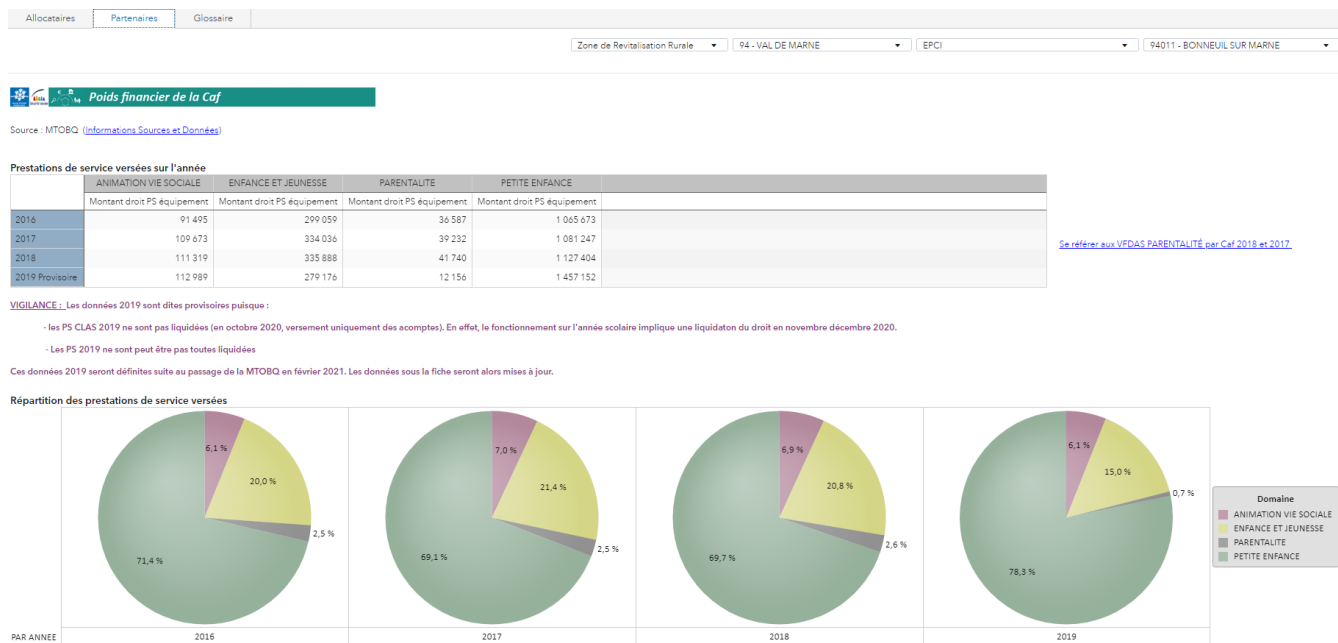 Allocataires Partenaires Glossaire
Zone de Revitalisation Rurale 94 - VAL DE MARNE EPCI 94011 - BONNEUIL SUR MARNE
Poids financier de la Caf
Source : MTOBQ (Informations Sources et Données)
Prestations de service versées sur l'année
ANIMATION VIE SOCIALE ENFANCE ET JEUNESSE PARENTALITE PETITE ENFANCE
Montant droit PS équipement Montant droit PS équipement Montant droit PS équipement Montant droit PS équipement
2016 91 495 299 059 36 587 1 065 673
2017 109 673 334 036 39 232 1 081 247
2018 111 319 335 888 41 740 1 127 404
2019 Provisoire 112 989 279 176 12 156 1 457 152
Se référer aux VFDAS PARENTALITÉ par Caf 2018 et 2017
VIGILANCE : Les données 2019 sont dites provisoires puisque :
- les PS CLAS 2019 ne sont pas liquidées (en octobre 2020, versement uniquement des acomptes). En effet, le fonctionnement sur l'année scolaire implique une liquidaton du droit en novembre décembre 2020.
- Les PS 2019 ne sont peut être pas toutes liquidées
Ces données 2019 seront définites suite au passage de la MTOBQ en février 2021. Les données sous la fiche seront alors mises à jour.
Répartition des prestations de service versées
6,1 % 20,0 % 2,5 % 71,4 %
7,0 % 21,4 % 2,5 % 69,1 %
6,9 % 20,8 % 2,6 % 69,7 %
6,1 % 15,0 % 0,7 % 78,3 %
Domaine
ANIMATION VIE SOCIALE
ENFANCE ET JEUNESSE
PARENTALITE
PETITE ENFANCE
PAR ANNEE 2016 2017 2018 2019